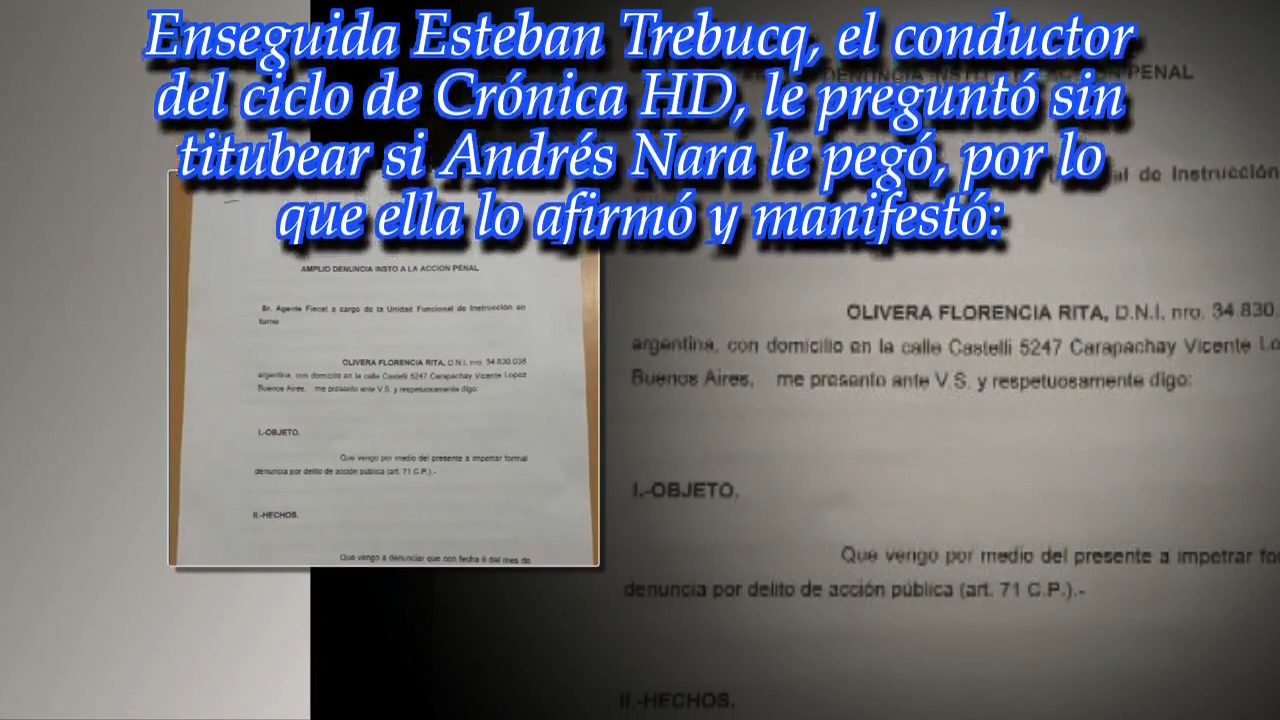 Enseguida Esteban Trebucq, el conductor
del ciclo de Crónica HD, le preguntó sin
titubear si Andrés Nara le pegó, por lo
que ella lo afirmó y manifestó:
AMPLIO DENUNCIA INSTO A LA ACCION PENAL
Sr. Agente Fiscal a cargo de la Unidad Funcional de Instrucción en
turno
OLIVERA FLORENCIA RITA, D.N.I. nro. 34.830.038
argentina, con domicilio en la calle Castelli 5247 Carapachay Vicente Lopez
Buenos Aires, me presento ante V.S. y respetuosamente digo:
I.-OBJETO.
Que vengo por medio del presente a impetrar formal
denuncia por delito de acción pública (art. 71 C.P.).-
II.-HECHOS.
Que vengo a denunciar que con fecha 6 del mes de
DENUNCIA PENAL
de Instrucción
OLIVERA FLORENCIA RITA, D.N.I. nro. 34.830.
argentina, con domicilio en la calle Castelli 5247 Carapachay Vicente Lo
Buenos Aires, me presento ante V.S. y respetuosamente digo:
I.-OBJETO.
Que vengo por medio del presente a impetrar fo
denuncia por delito de acción pública (art. 71 C.P.).-
II.-HECHOS.